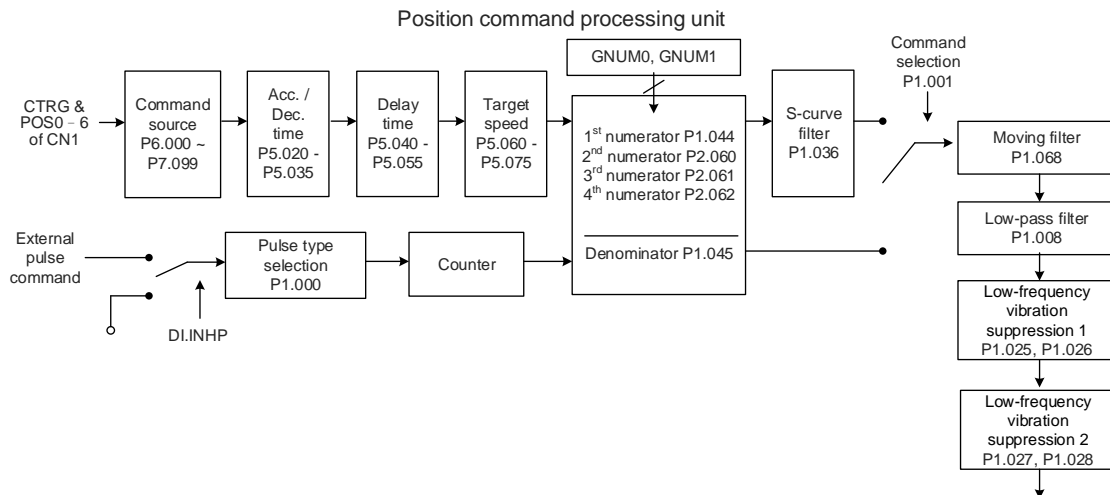 Position command processing unit
GNUM0, GNUM1
Command
selection
P1.001
CTRG &
POS0 - 6
of CN1
Command
source
P6.000 ~
P7.099
Acc. /
Dec.
time
P5.020 -
P5.035
Delay
time
P5.040 -
P5.055
Target
speed
P5.060 -
P5.075
1st numerator P1.044
2nd numerator P2.060
3rd numerator P2.061
4th numerator P2.062
Denominator P1.045
S-curve
filter
P1.036
Moving filter
P1.068
Low-pass filter
P1.008
Low-frequency
vibration
suppression 1
P1.025, P1.026
Low-frequency
vibration
suppression 2
P1.027, P1.028
External
pulse
command
DI.INHP
Pulse type
selection
P1.000
Counter